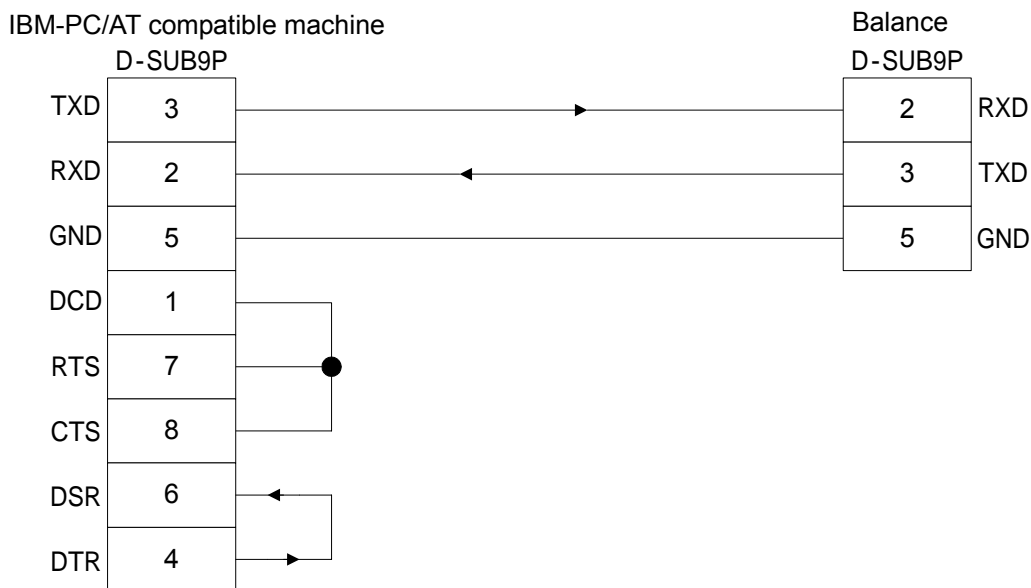 IBM-PC/AT compatible machine Balance
D-SUB9P D-SUB9P
TXD 3 2 RXD
RXD 2 3 TXD
GND 5 5 GND
DCD 1
RTS 7
CTS 8
DSR 6
DTR 4